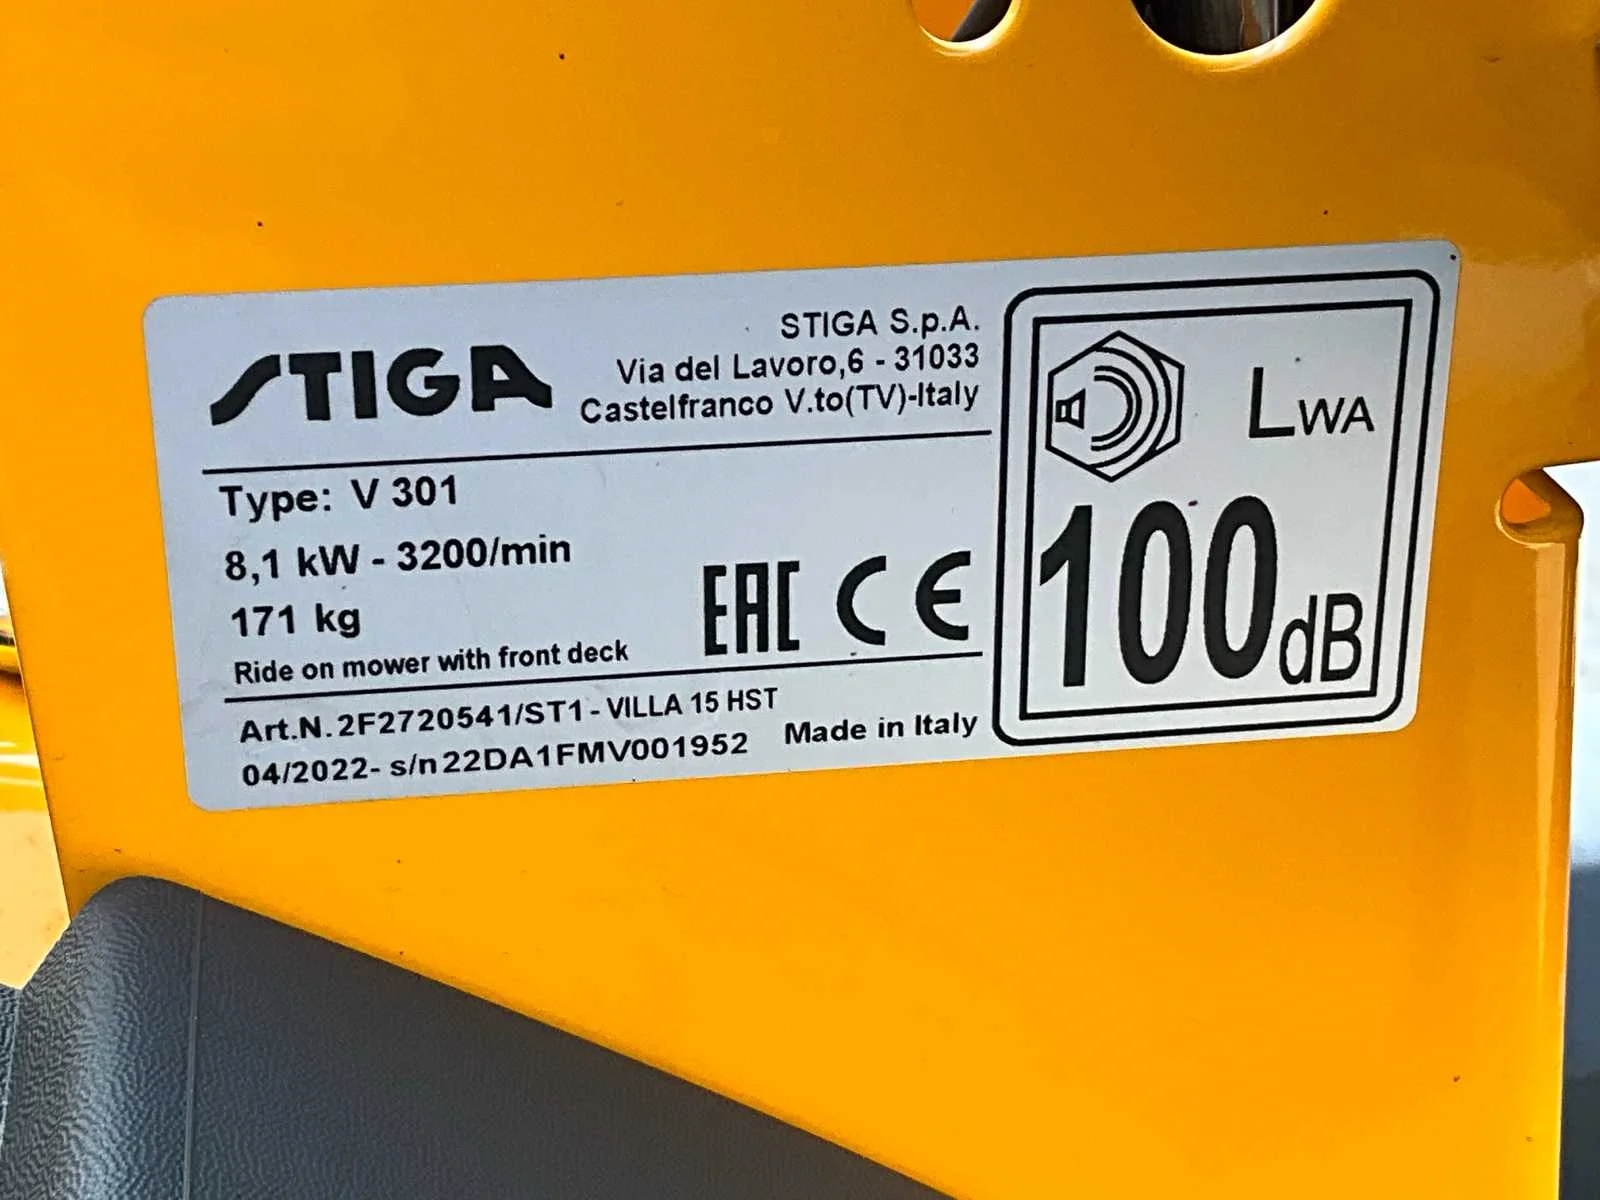 STIGA
STIGA S.p.A.
Via del Lavoro,6 - 31033
Castelfranco V.to(TV)-Italy
Type: V 301
8,1 kW - 3200/min
171 kg
Ride on mower with front deck
EAC CE
Art.N.2F2720541/ST1 - VILLA 15 HST
04/2022- s/n22DA1FMV001952
Made in Italy
LWA
100dB